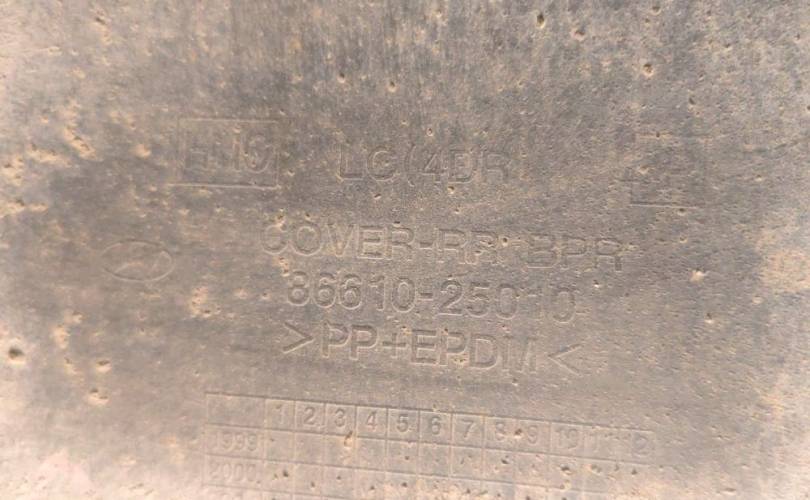 LC(4DR
COVER-RR BPR
86610-25010
>PP+EPDM<
1 2 3 4 5 6 7 8 9 10 11 12
1999
2000